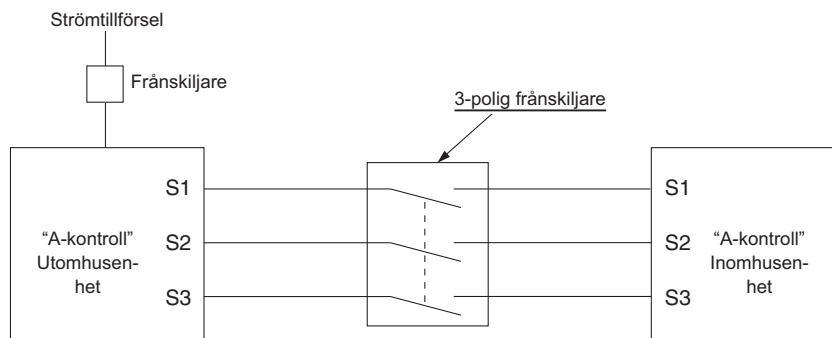 Strömtillförsel
Frånskiljare
3-polig frånskiljare
S1
S2
S3
“A-kontroll”
Utomhusen-
het
S1
S2
S3
“A-kontroll”
Inomhusen-
het